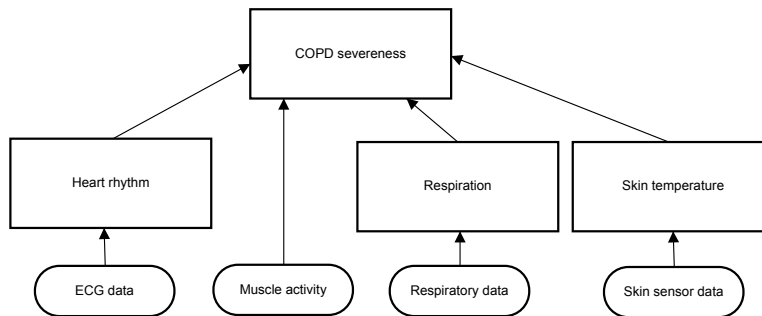 COPD severeness
Heart rhythm
Respiration
Skin temperature
ECG data
Muscle activity
Respiratory data
Skin sensor data